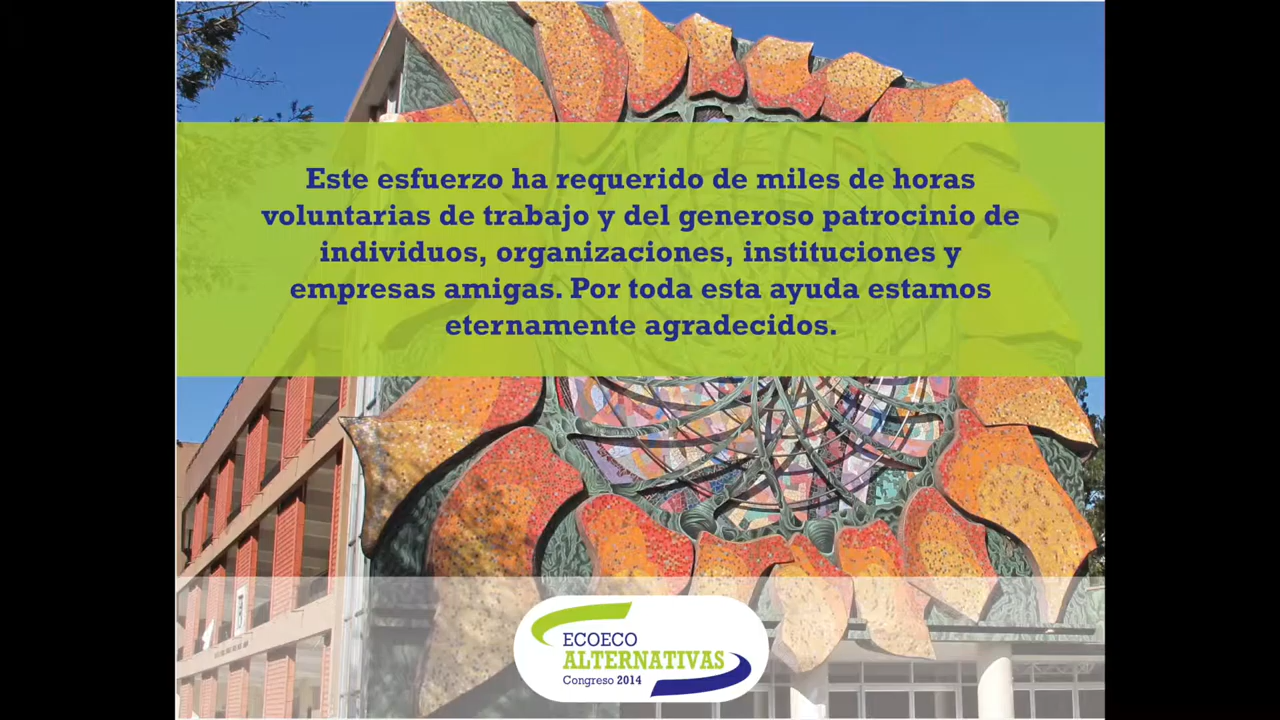 Este esfuerzo ha requerido de miles de horas
voluntarias de trabajo y del generoso patrocinio de
individuos, organizaciones, instituciones y
empresas amigas. Por toda esta ayuda estamos
eternamente agradecidos.
ECOECO
ALTERNATIVAS
Congreso 2014